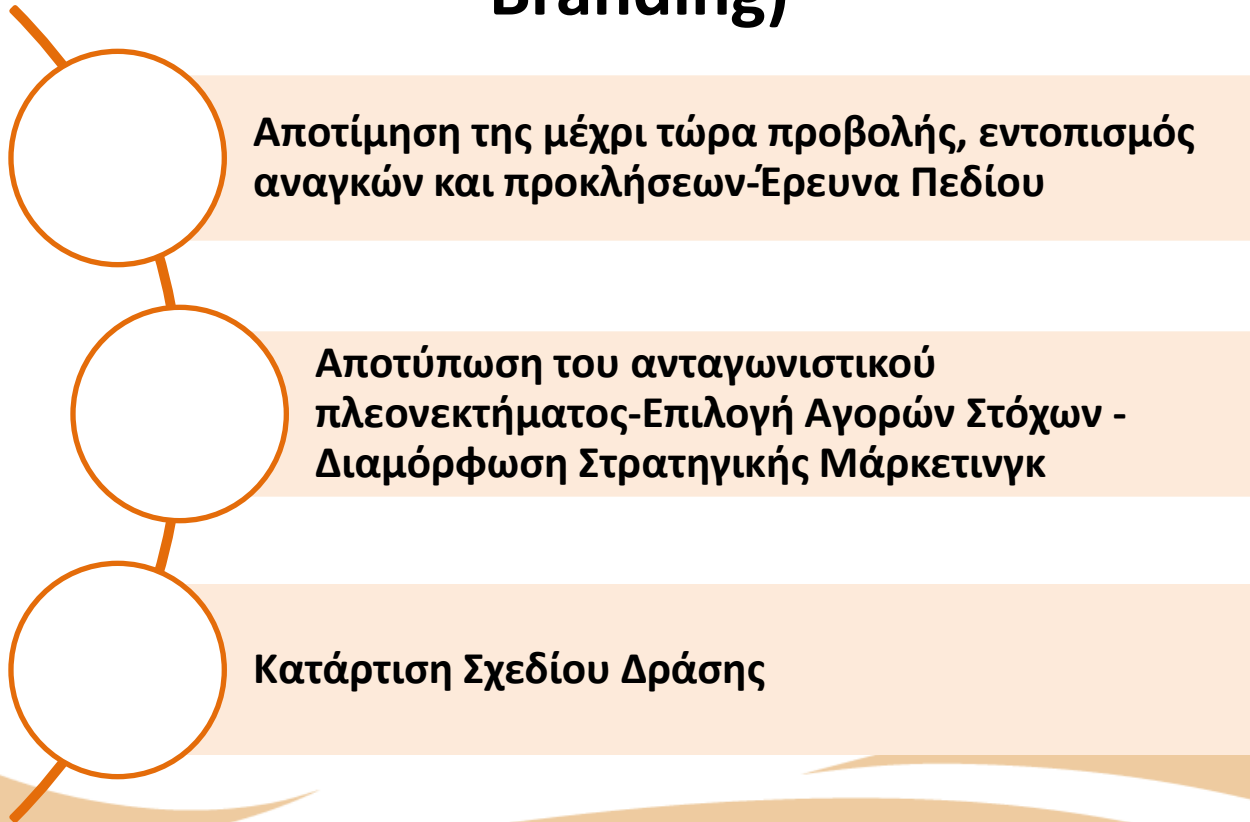 Branding)
Αποτίμηση της μέχρι τώρα προβολής, εντοπισμός
αναγκών και προκλήσεων-Έρευνα Πεδίου
Αποτύπωση του ανταγωνιστικού
πλεονεκτήματος-Επιλογή Αγορών Στόχων -
Διαμόρφωση Στρατηγικής Μάρκετινγκ
Κατάρτιση Σχεδίου Δράσης